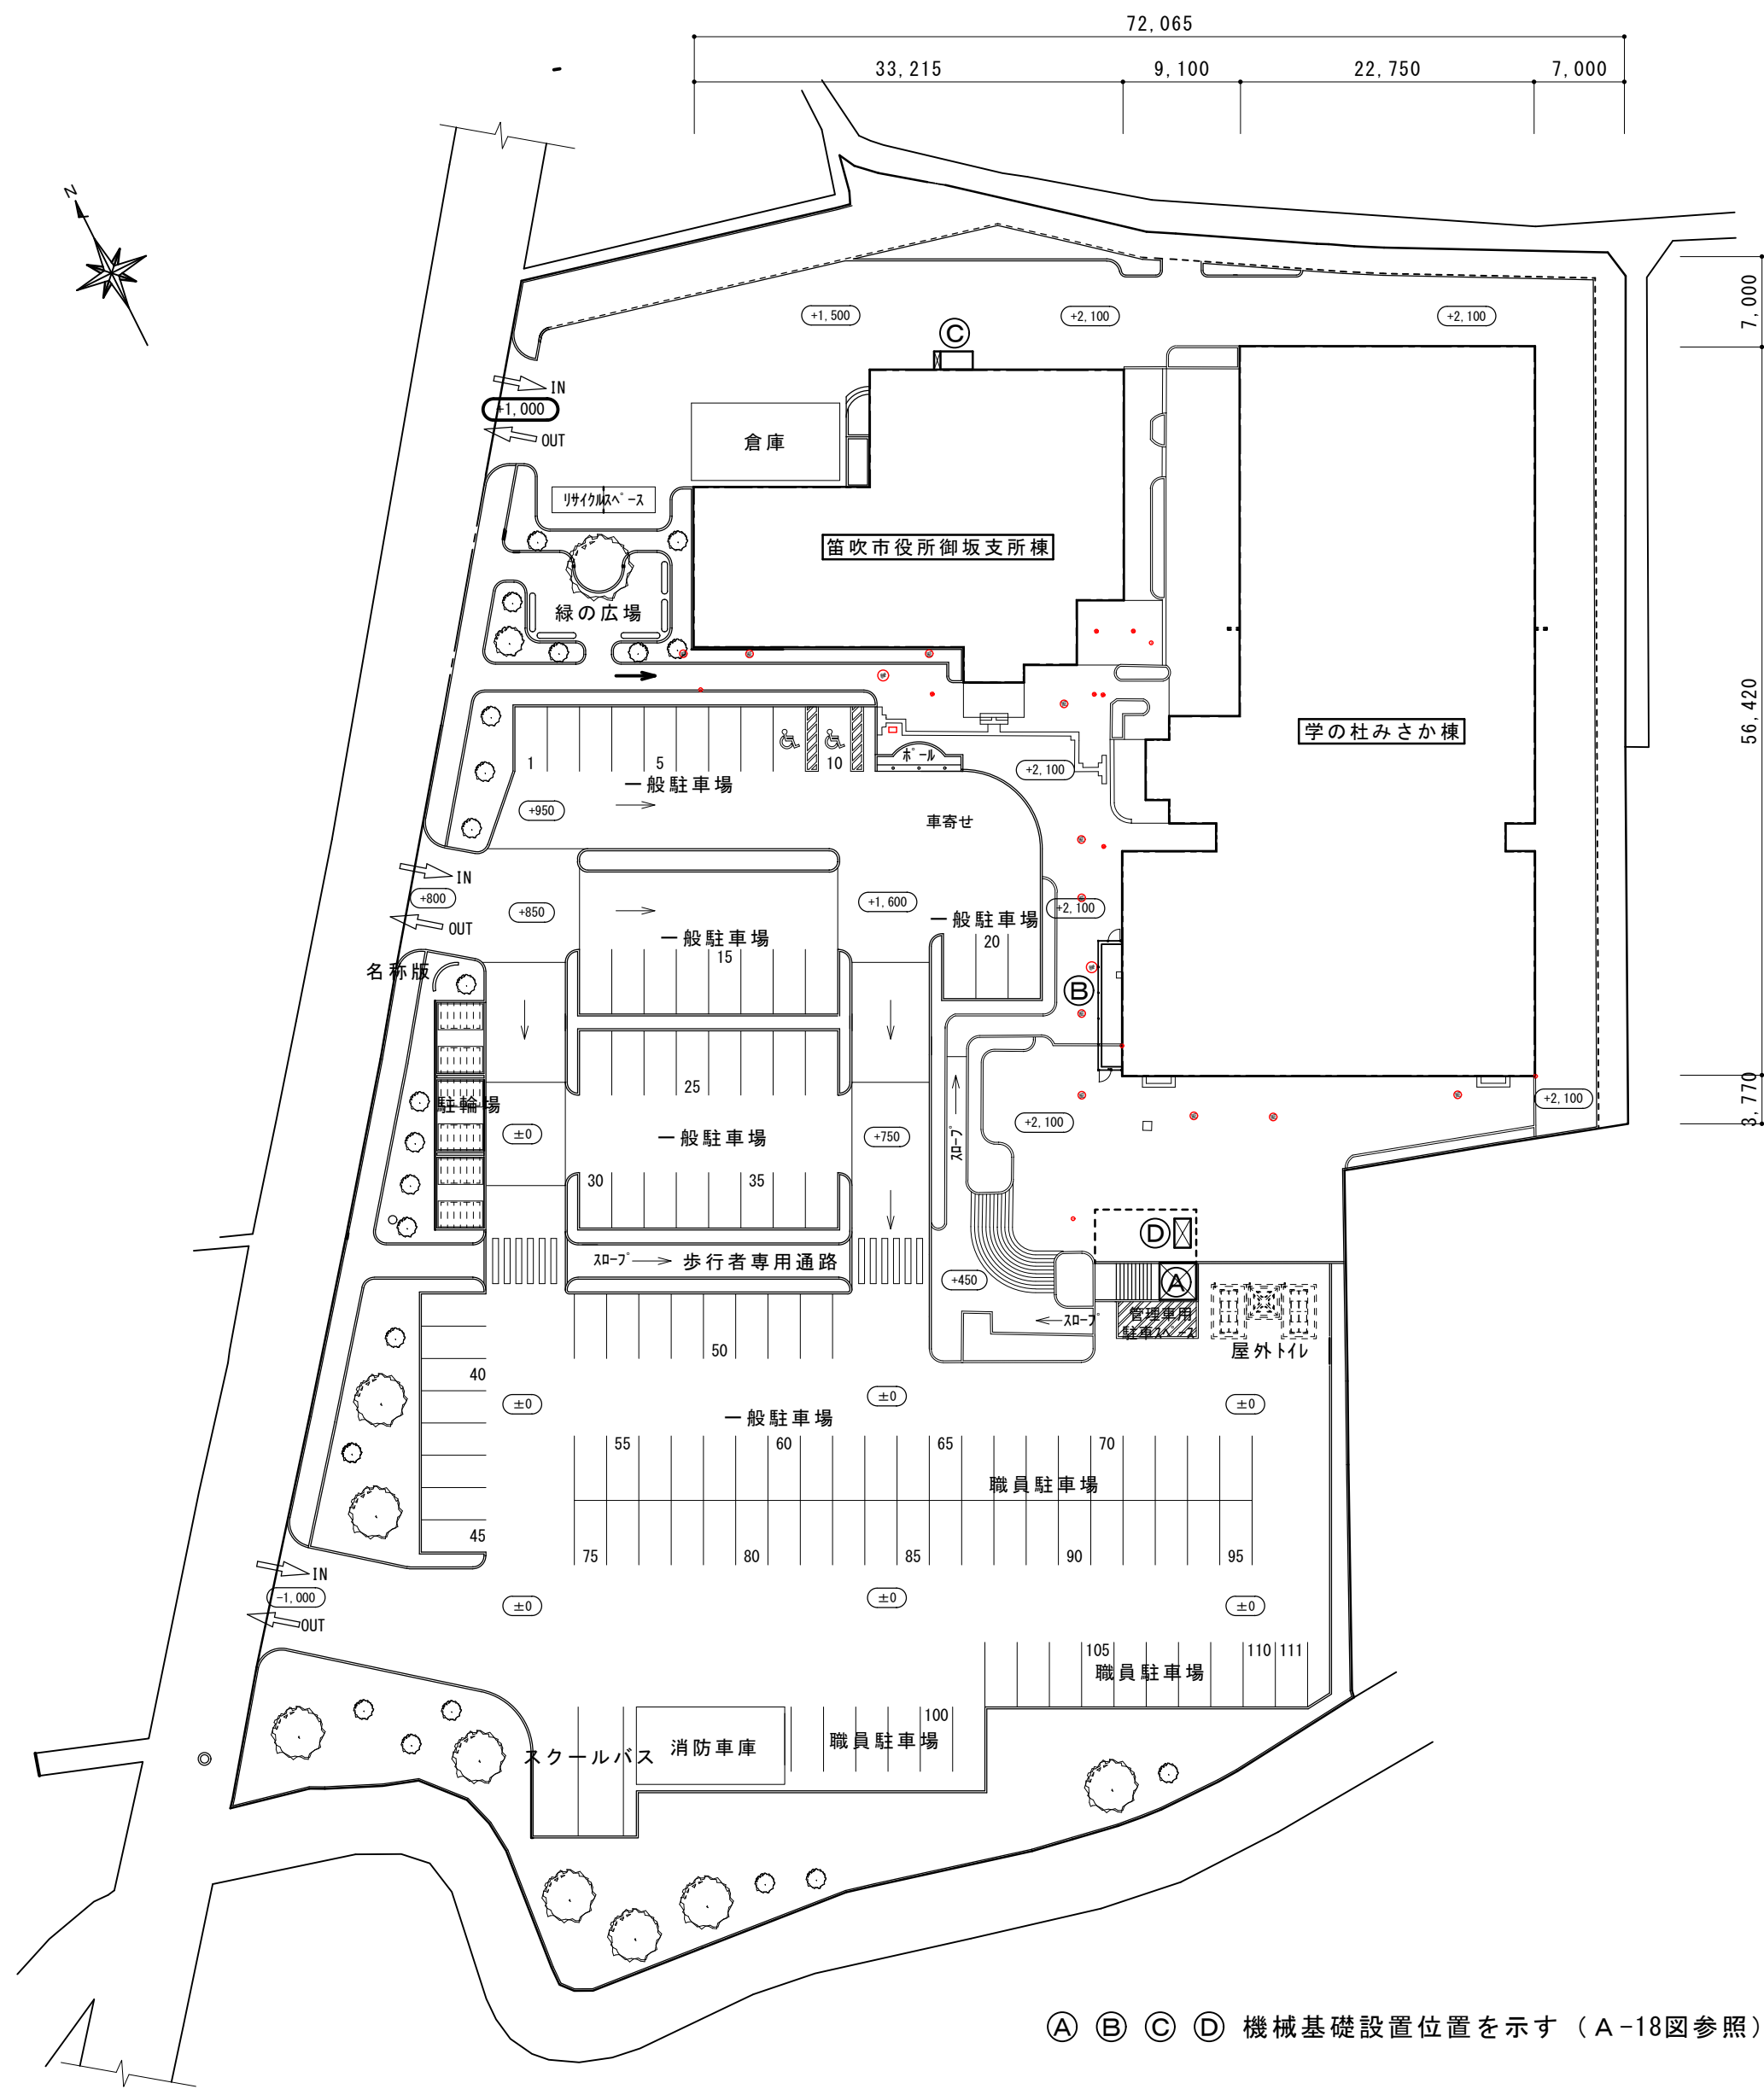 72,065
33,215
9,100
22,750
7,000
N
7,000
+1,500
+2,100
+2,100
Ⓒ
IN
+1,000
OUT
倉庫
リサイクルスペース
笛吹市役所御坂支所棟
緑の広場
56,420
学の杜みさか棟
1
5
10
ポール
+2,100
一般駐車場
+950
車寄せ
IN
+800
OUT
+850
+1,600
+2,100
一般駐車場
一般駐車場
20
15
名称版
Ⓑ
25
駐輪場
±0
一般駐車場
+750
スロープ
+2,100
+2,100
3,770
30
35
Ⓓ
スロープ
歩行者専用通路
+450
Ⓐ
管理車用
駐車スペース
スロープ
屋外トイレ
50
40
±0
±0
±0
一般駐車場
55
60
65
70
職員駐車場
45
75
80
85
90
95
IN
-1,000
OUT
±0
±0
±0
105
110
111
職員駐車場
100
職員駐車場
消防車庫
スクールバス
Ⓐ Ⓑ Ⓒ Ⓓ 機械基礎設置位置を示す（A-18図参照）